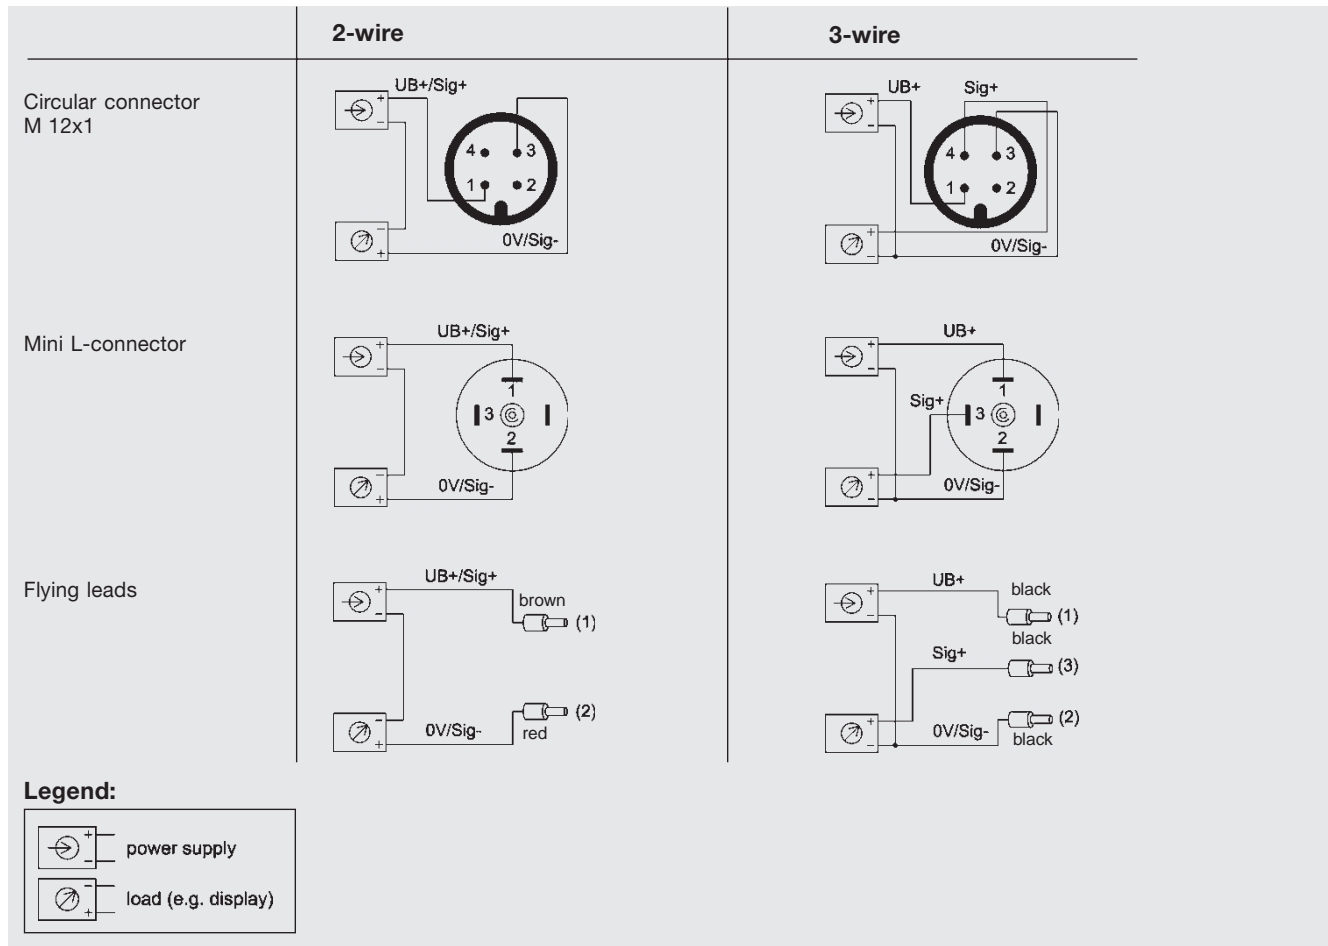 2-wire
3-wire
Circular connector
M 12x1
UB+/Sig+
+
-
4
3
1
2
-
+
0V/Sig-
UB+
Sig+
+
-
4
3
1
2
+
-
0V/Sig-
Mini L-connector
UB+/Sig+
+
-
1
3
2
-
+
0V/Sig-
UB+
+
-
Sig+
1
3
2
+
-
0V/Sig-
Flying leads
UB+/Sig+
+
-
brown
(1)
-
+
0V/Sig-
(2)
red
UB+
+
-
black
(1)
black
Sig+
(3)
+
-
0V/Sig-
(2)
black
Legend:
+
-
power supply
-
+
load (e.g. display)